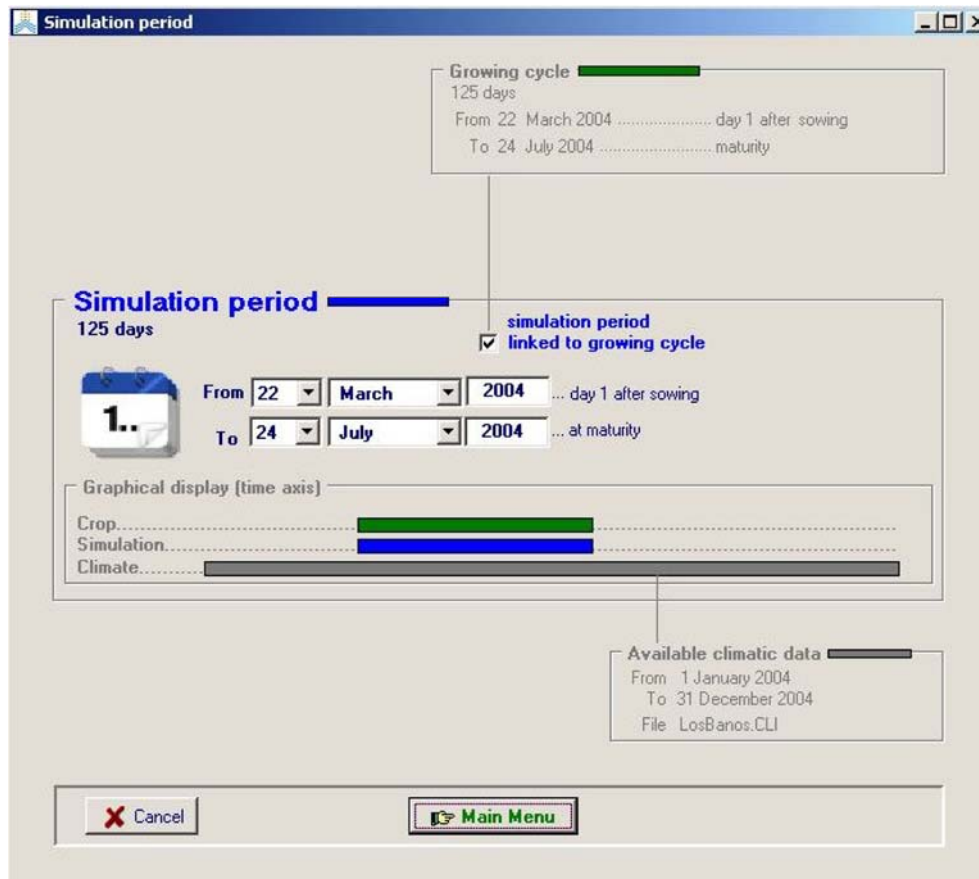 Simulation period
Growing cycle
125 days
From 22 March 2004 ..................... day 1 after sowing
To 24 July 2004 ......................... maturity
Simulation period
125 days
simulation period
linked to growing cycle
1..
From 22 March 2004 ... day 1 after sowing
To 24 July 2004 ... at maturity
Graphical display (time axis)
Crop
Simulation
Climate
Available climatic data
From 1 January 2004
To 31 December 2004
File LosBanos.CLI
Cancel
Main Menu